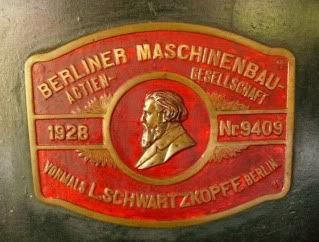 BERLINER MASCHINENBAU-
ACTIEN- GESELLSCHAFT
1928 Nr.9409
VORMALS L.SCHWARTZKOPFF, BERLIN